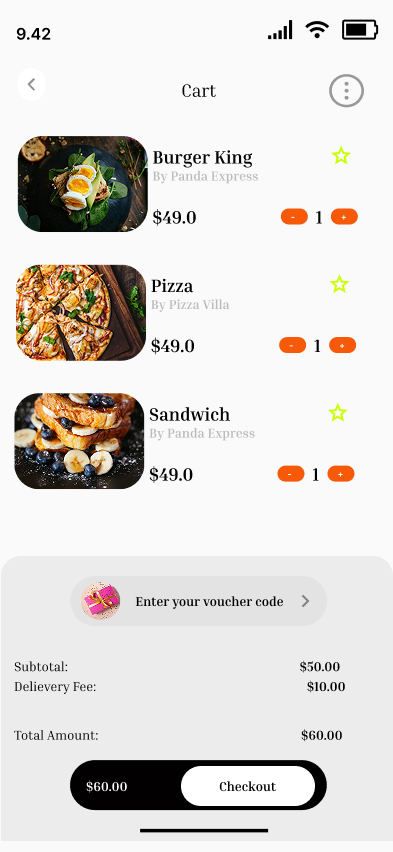 9.42
Cart
Burger King
By Panda Express
$49.0 - 1 +
Pizza
By Pizza Villa
$49.0 - 1 +
Sandwich
By Panda Express
$49.0 - 1 +
Enter your voucher code
Subtotal: $50.00
Delievery Fee: $10.00
Total Amount: $60.00
$60.00 Checkout